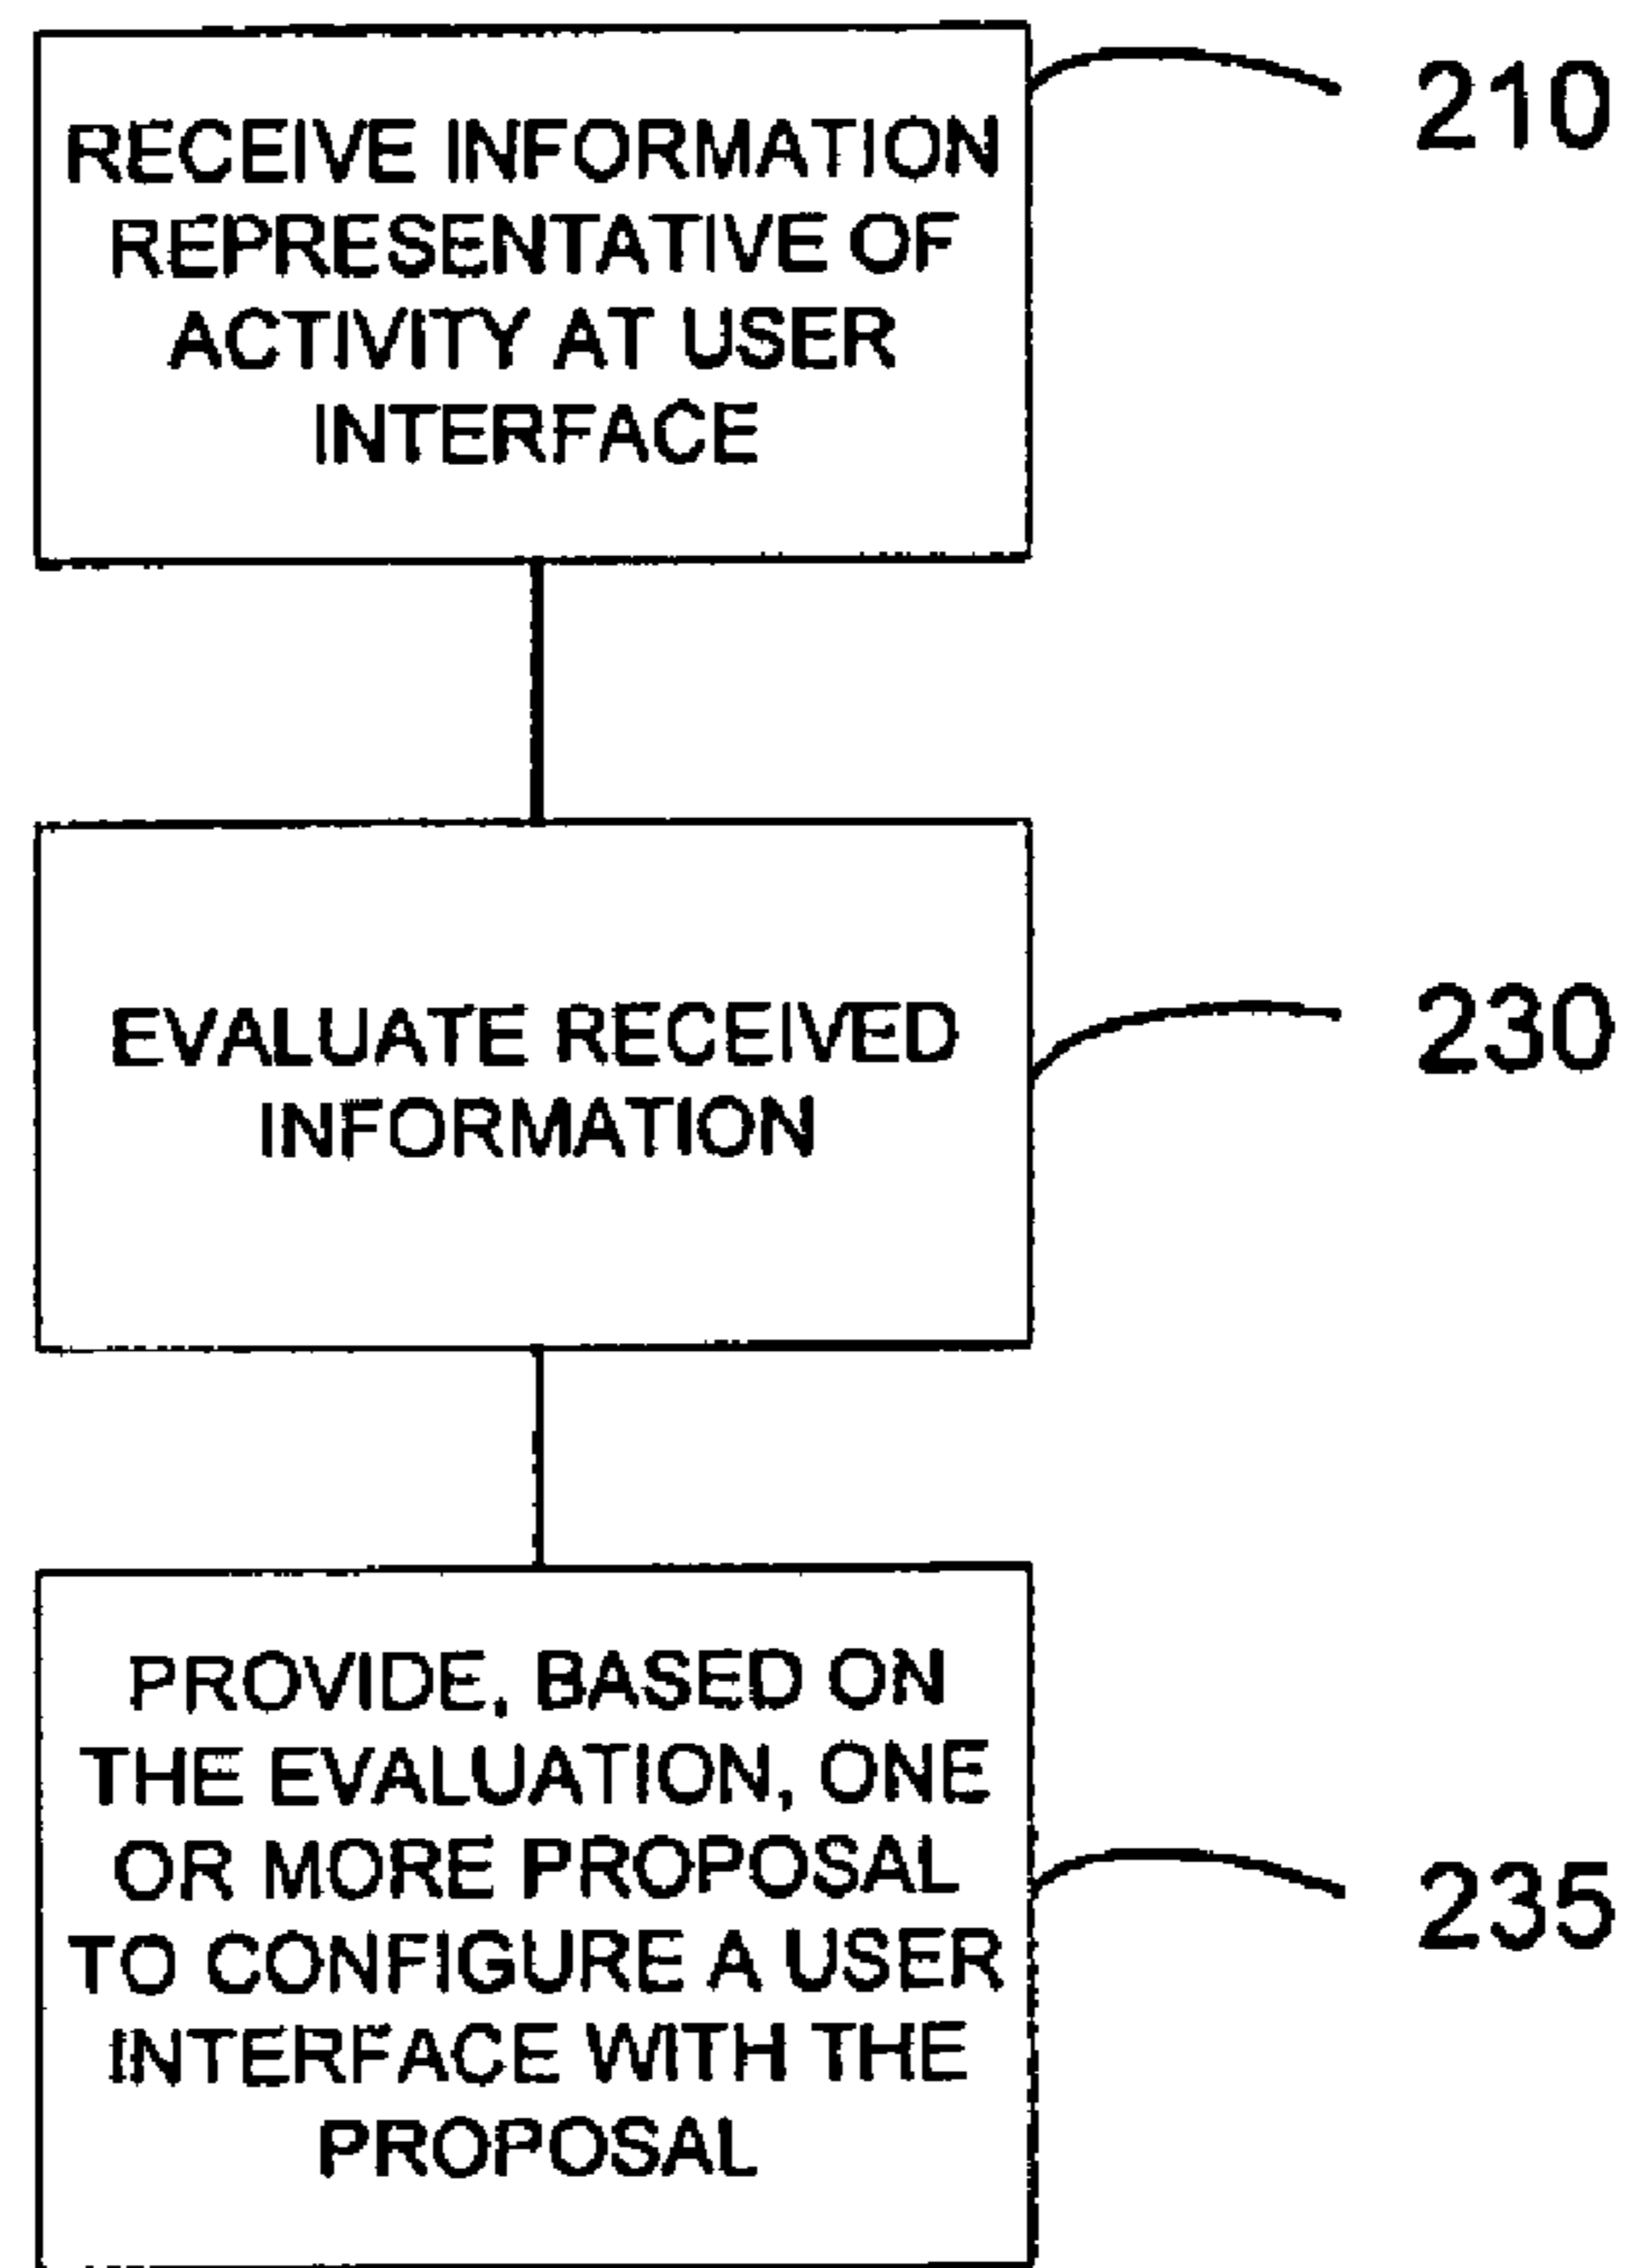 RECEIVE INFORMATION
REPRESENTATIVE OF
ACTIVITY AT USER
INTERFACE
210
EVALUATE RECEIVED
INFORMATION
230
PROVIDE, BASED ON
THE EVALUATION, ONE
OR MORE PROPOSAL
TO CONFIGURE A USER
INTERFACE WITH THE
PROPOSAL
235